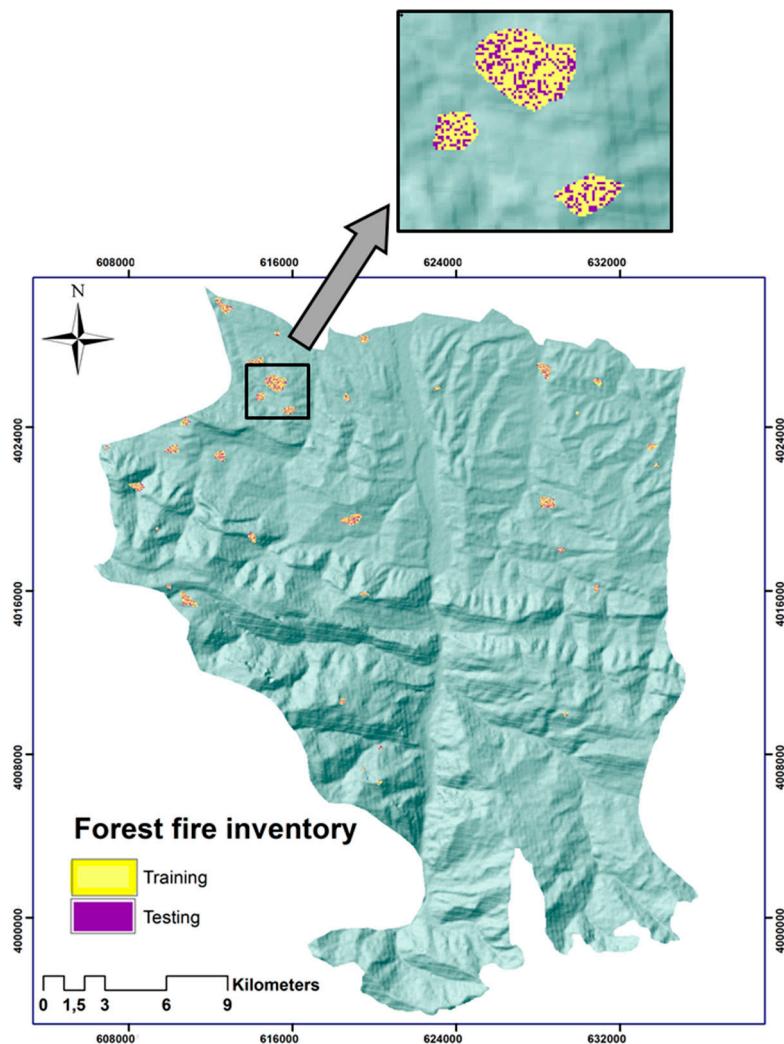 608000 616000 624000 632000
N
4024000 4024000
4016000 4016000
4008000 4008000
Forest fire inventory
Training
Testing
4000000 4000000
Kilometers
0 1,5 3 6 9
608000 616000 624000 632000